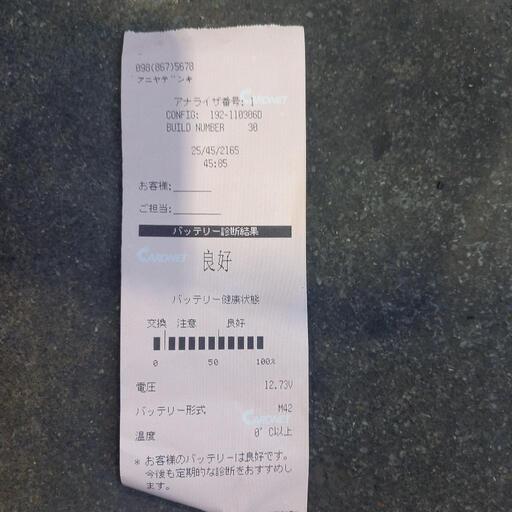 098(867)5678
アニヤデンキ
アナライザ番号: 1
CARDNET
CONFIG: 192-110306D
BUILD NUMBER 30
25/45/2165
45:85
お客様:
ご担当:
バッテリー診断結果
CARDNET
良好
バッテリー健康状態
交換 注意 良好
0 50 100%
電圧 12.73V
バッテリー形式 M42
CARDNET
温度 0°C以上
* お客様のバッテリーは良好です。
今後も定期的な診断をおすすめし
ます。